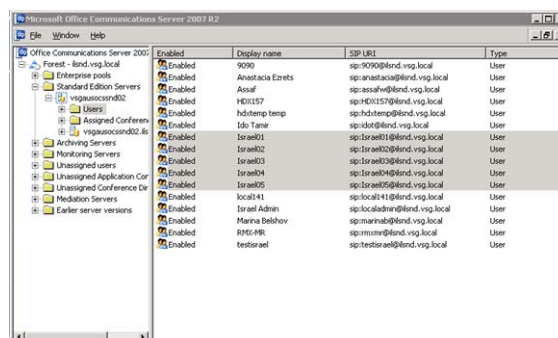 Microsoft Office Communications Server 2007 R2
File Window Help
Office Communications Server 2007
Forest - ilsnd.vsg.local
Enterprise pools
Standard Edition Servers
vsgausocssnd02
Users
Assigned Conferen
vsgausocssnd02.ils
Archiving Servers
Monitoring Servers
Unassigned users
Unassigned Application Cor
Unassigned Conference Dir
Mediation Servers
Earlier server versions
Enabled Display name SIP URI Type
Enabled 9090 sip:9090@ilsnd.vsg.local User
Enabled Anastacia Ezrets sip:anastacia@ilsnd.vsg.local User
Enabled Assaf sip:assafw@ilsnd.vsg.local User
Enabled HDX157 sip:HDX157@ilsnd.vsg.local User
Enabled hdxtemp temp sip:hdxtemp@ilsnd.vsg.local User
Enabled Ido Tamir sip:idot@ilsnd.vsg.local User
Enabled Israel01 sip:Israel01@ilsnd.vsg.local User
Enabled Israel02 sip:Israel02@ilsnd.vsg.local User
Enabled Israel03 sip:Israel03@ilsnd.vsg.local User
Enabled Israel04 sip:Israel04@ilsnd.vsg.local User
Enabled Israel05 sip:Israel05@ilsnd.vsg.local User
Enabled local141 sip:local141@ilsnd.vsg.local User
Enabled Israel Admin sip:localadmin@ilsnd.vsg.local User
Enabled Marina Belshov sip:marinab@ilsnd.vsg.local User
Enabled RMX-MR sip:rmxmr@ilsnd.vsg.local User
Enabled testisrael sip:testisrael@ilsnd.vsg.local User